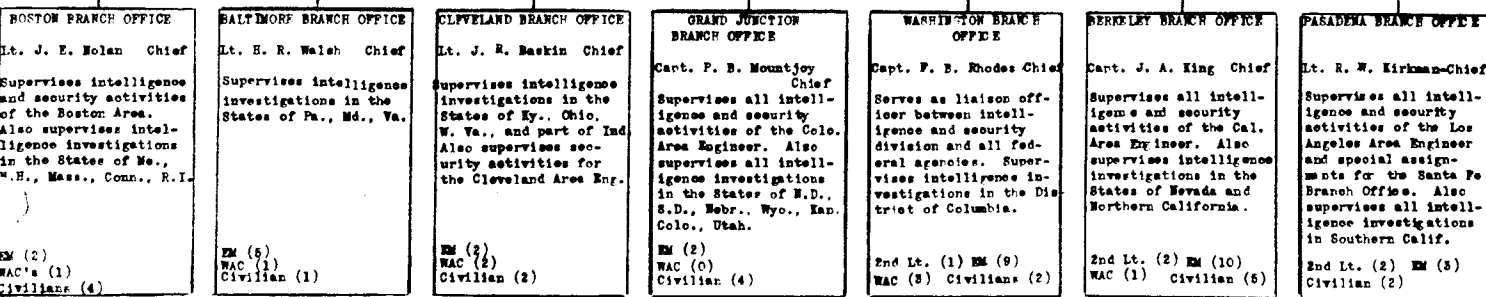 BOSTON BRANCH OFFICE
Lt. J. E. Nolan Chief
Supervises intelligence
and security activities
of the Boston Area.
Also supervises intel-
ligence investigations
in the States of Me.,
N.H., Mass., Conn., R.I.
EM (2)
WAC's (1)
Civilians (4)
BALTIMORE BRANCH OFFICE
Lt. H. R. Walsh Chief
Supervises intelligence
investigations in the
States of Pa., Md., Va.
EM (5)
WAC (1)
Civilian (1)
CLEVELAND BRANCH OFFICE
Lt. J. R. Baskin Chief
Supervises intelligence
investigations in the
States of Ky., Ohio,
W. Va., and part of Ind
Also supervises sec-
urity activities for
the Cleveland Area Eng.
EM (2)
WAC (2)
Civilian (2)
GRAND JUNCTION
BRANCH OFFICE
Capt. P. B. Mountjoy
Chief
Supervises all intell-
igence and security
activities of the Colo.
Area Engineer. Also
supervises all intell-
igence investigations
in the States of N.D.,
S.D., Nebr., Wyo., Kan.
Colo., Utah.
EM (2)
WAC (0)
Civilian (4)
WASHINGTON BRANCH
OFFICE
Capt. F. B. Rhodes Chief
Serves as liaison off-
icer between intell-
igence and security
division and all fed-
eral agencies. Super-
vises intelligence in-
vestigations in the Dis-
trict of Columbia.
2nd Lt. (1) EM (9)
WAC (3) Civilians (2)
BERKELEY BRANCH OFFICE
Capt. J. A. King Chief
Supervises all intell-
igence and security
activities of the Cal.
Area Engineer. Also
supervises intelligence
investigations in the
States of Nevada and
Northern California.
2nd Lt. (2) EM (10)
WAC (1) Civilian (5)
PASADENA BRANCH OFFICE
Lt. R. W. Kirkman-Chief
Supervises all intell-
igence and security
activities of the Los
Angeles Area Engineer
and special assign-
ments for the Santa Fe
Branch Office. Also
supervises all intell-
igence investigations
in Southern Calif.
2nd Lt. (2) EM (3)
Civilian (2)